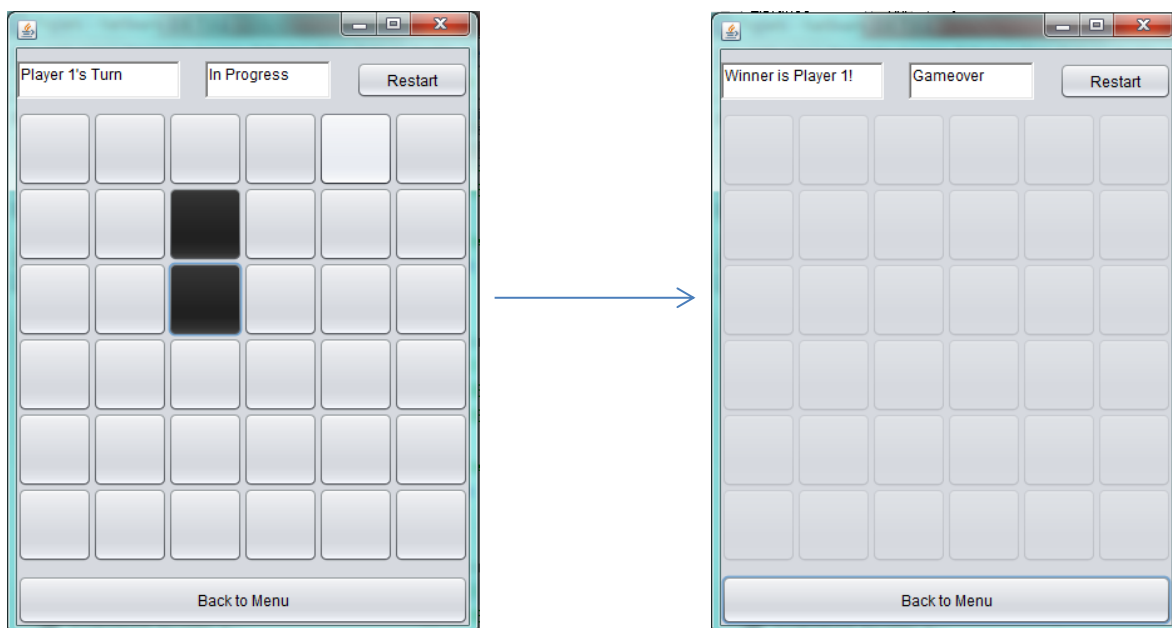 Player 1's Turn
In Progress
Restart
Back to Menu
Winner is Player 1!
Gameover
Restart
Back to Menu